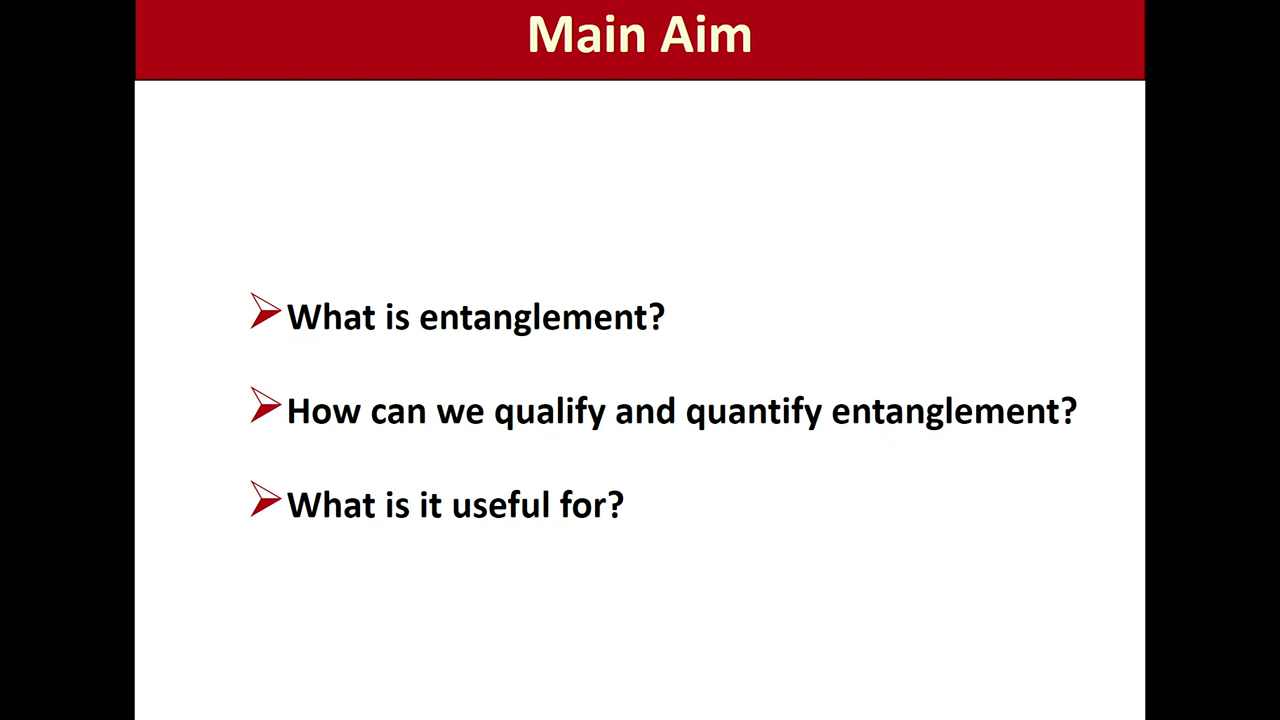 Main Aim
What is entanglement?
How can we qualify and quantify entanglement?
What is it useful for?